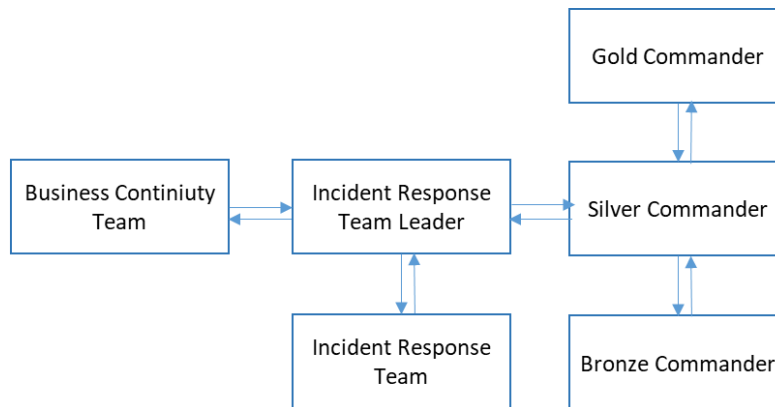 Gold Commander
Business Continiuty
Team
Incident Response
Team Leader
Silver Commander
Incident Response
Team
Bronze Commander